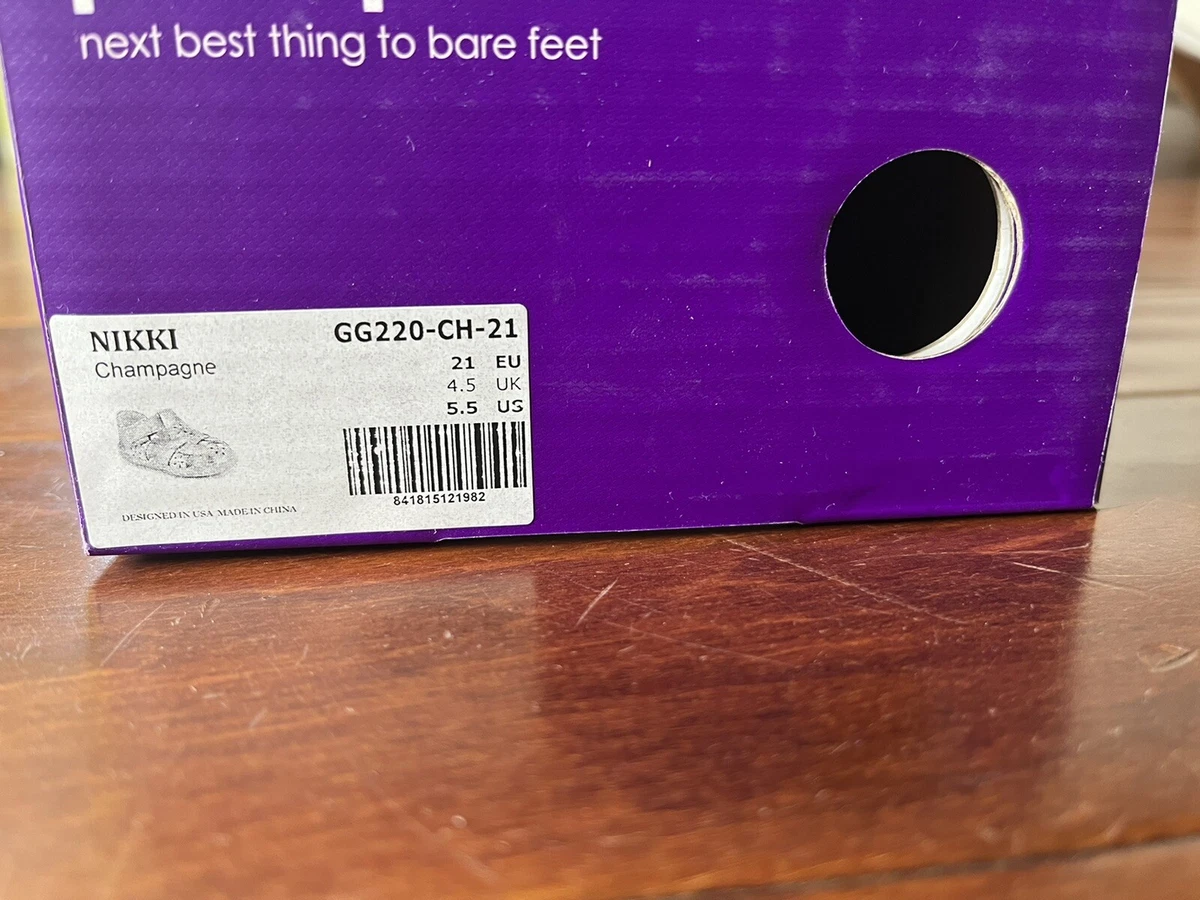 next best thing to bare feet
NIKKI
GG220-CH-21
Champagne
21 EU
4.5 UK
5.5 US
841815121982
DESIGNED IN USA MADE IN CHINA